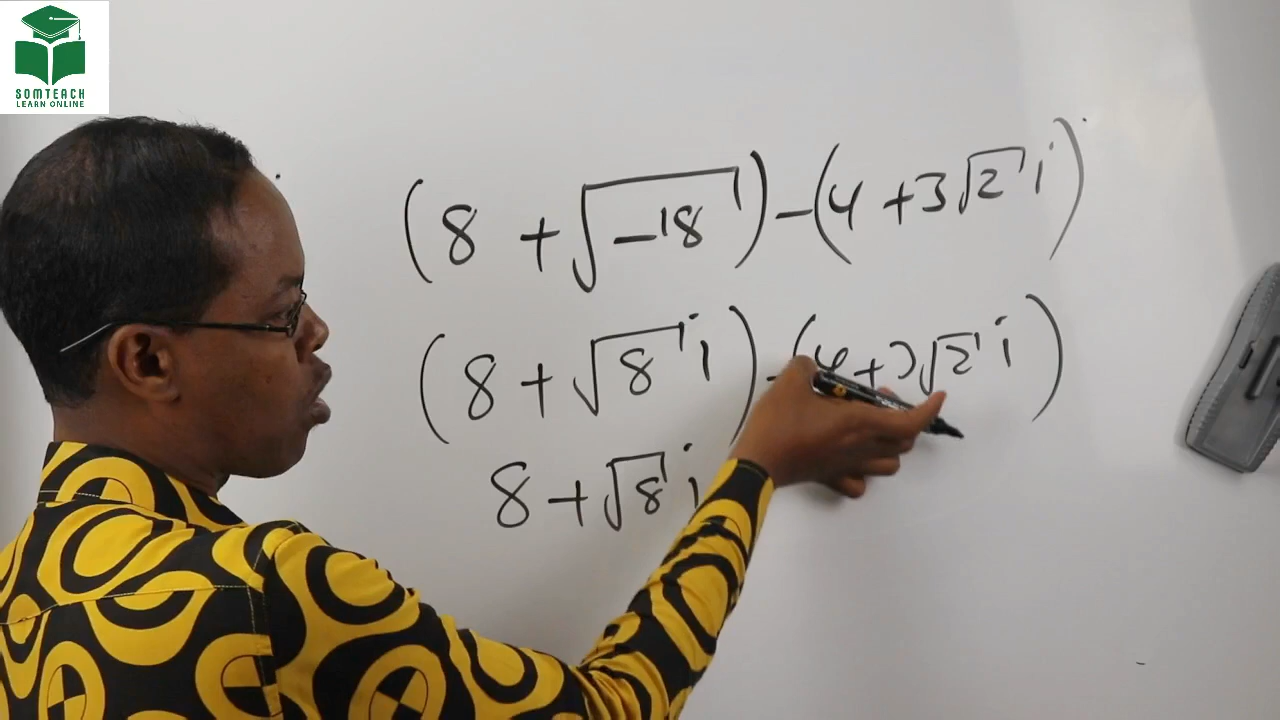 SOMTEACH
LEARN ONLINE
(8 + √-18) - (4 + 3√2 i)
(8 + √8 i) - (4 + 3√2 i)
8 + √8 i